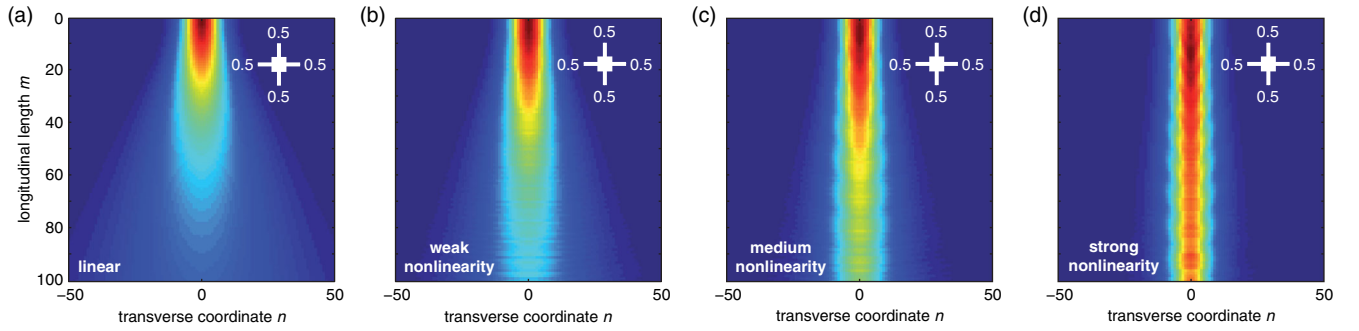 (a)
(b)
(c)
(d)
longitudinal length m
0
20
40
60
80
100
0.5
0.5 0.5
0.5
linear
−50 0 50
transverse coordinate n
0.5
0.5 0.5
0.5
weak
nonlinearity
−50 0 50
transverse coordinate n
0.5
0.5 0.5
0.5
medium
nonlinearity
−50 0 50
transverse coordinate n
0.5
0.5 0.5
0.5
strong
nonlinearity
−50 0 50
transverse coordinate n